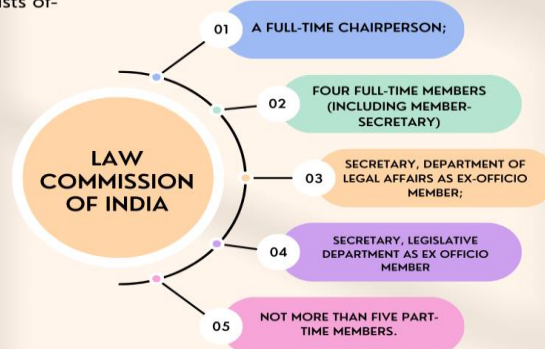 ists of-
01 A FULL-TIME CHAIRPERSON;
02 FOUR FULL-TIME MEMBERS
(INCLUDING MEMBER-
SECRETARY)
LAW
COMMISSION
OF INDIA
03 SECRETARY, DEPARTMENT OF
LEGAL AFFAIRS AS EX-OFFICIO
MEMBER;
04 SECRETARY, LEGISLATIVE
DEPARTMENT AS EX OFFICIO
MEMBER
05 NOT MORE THAN FIVE PART-
TIME MEMBERS.